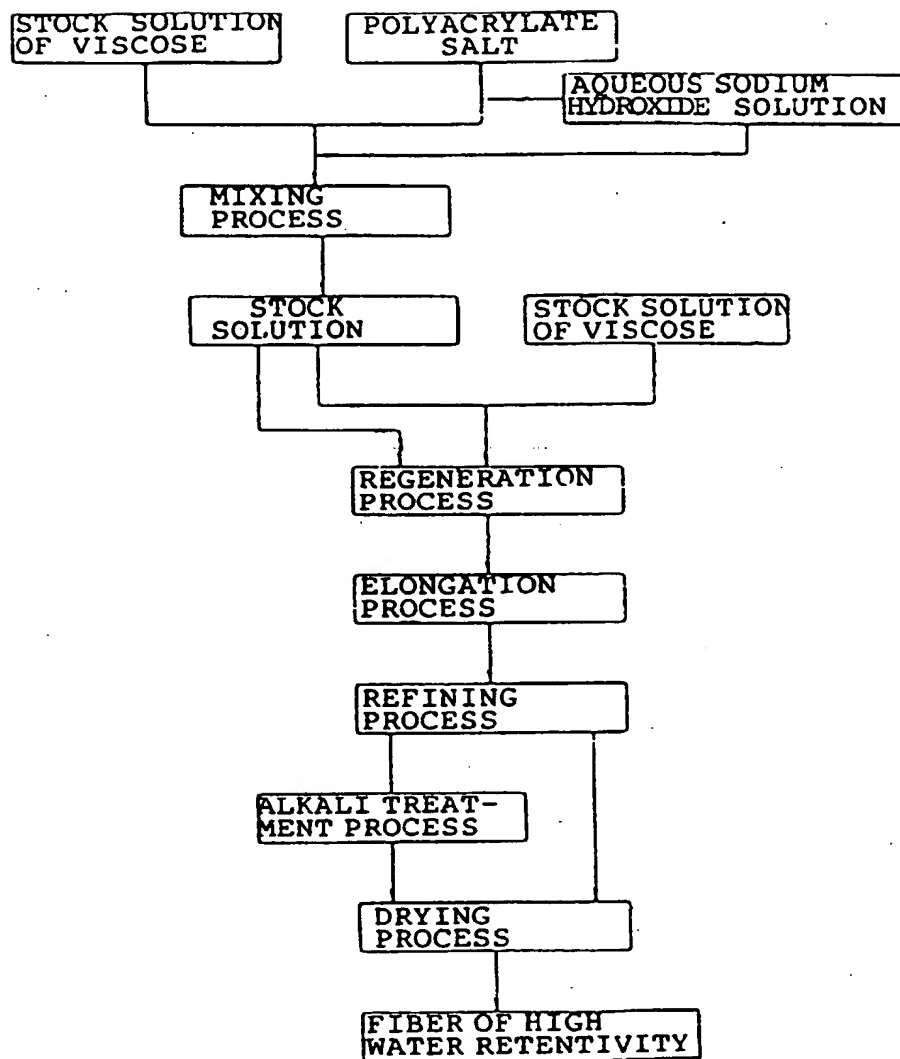 STOCK SOLUTION
OF VISCOSE
POLYACRYLATE
SALT
AQUEOUS SODIUM
HYDROXIDE SOLUTION
MIXING
PROCESS
STOCK
SOLUTION
STOCK SOLUTION
OF VISCOSE
REGENERATION
PROCESS
ELONGATION
PROCESS
REFINING
PROCESS
ALKALI TREAT-
MENT PROCESS
DRYING
PROCESS
FIBER OF HIGH
WATER RETENTIVITY